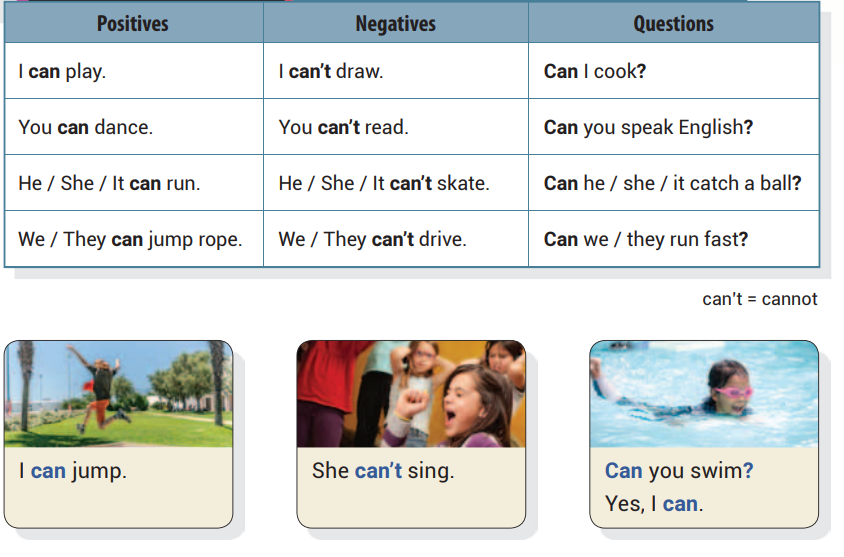 Positives Negatives Questions
I can play. I can't draw. Can I cook?
You can dance. You can't read. Can you speak English?
He / She / It can run. He / She / It can't skate. Can he / she / it catch a ball?
We / They can jump rope. We / They can't drive. Can we / they run fast?
can't = cannot
I can jump.
She can't sing.
Can you swim?
Yes, I can.